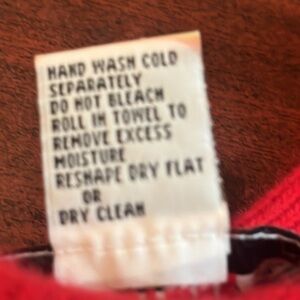 HAND WASH COLD
SEPARATELY
DO NOT BLEACH
ROLL IN TOWEL TO
REMOVE EXCESS
MOISTURE
RESHAPE DRY FLAT
OR
DRY CLEAN